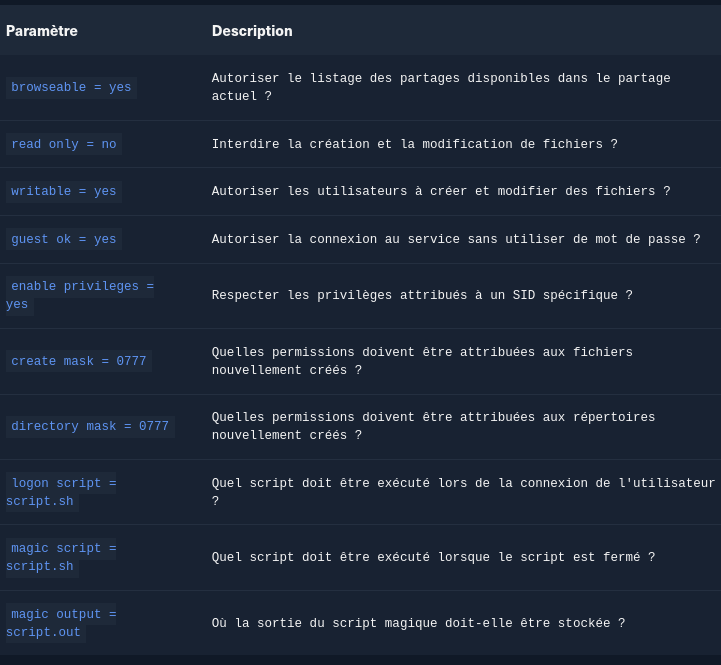 Paramètre Description
browseable = yes
Autoriser le listage des partages disponibles dans le partage
actuel ?
read only = no
Interdire la création et la modification de fichiers ?
writable = yes
Autoriser les utilisateurs à créer et modifier des fichiers ?
guest ok = yes
Autoriser la connexion au service sans utiliser de mot de passe ?
enable privileges =
yes
Respecter les privilèges attribués à un SID spécifique ?
create mask = 0777
Quelles permissions doivent être attribuées aux fichiers
nouvellement créés ?
directory mask = 0777
Quelles permissions doivent être attribuées aux répertoires
nouvellement créés ?
logon script =
script.sh
Quel script doit être exécuté lors de la connexion de l'utilisateur
?
magic script =
script.sh
Quel script doit être exécuté lorsque le script est fermé ?
magic output =
script.out
Où la sortie du script magique doit-elle être stockée ?